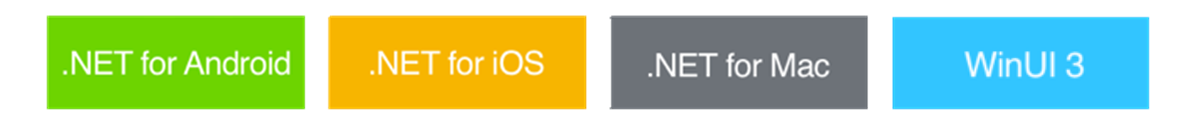 .NET for Android
.NET for iOS
.NET for Mac
WinUI 3